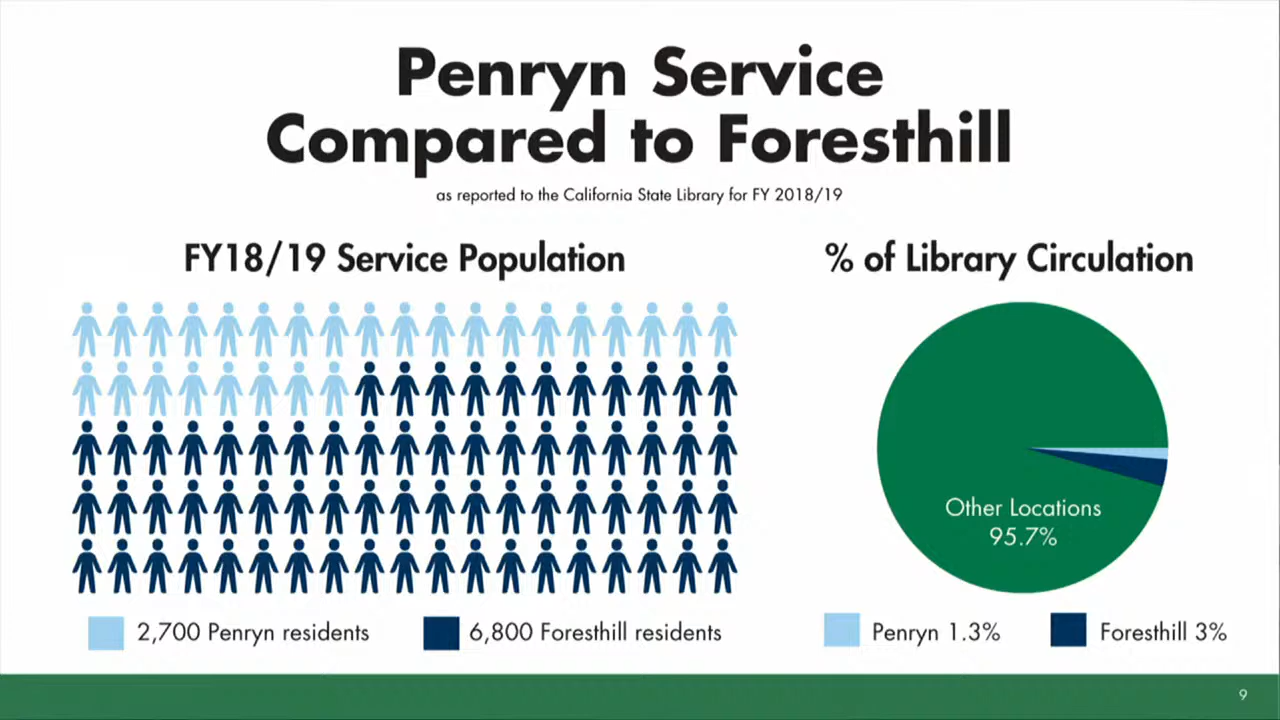 Penryn Service
Compared to Foresthill
as reported to the California State Library for FY 2018/19
FY18/19 Service Population
2,700 Penryn residents
6,800 Foresthill residents
% of Library Circulation
Other Locations
95.7%
Penryn 1.3%
Foresthill 3%
9